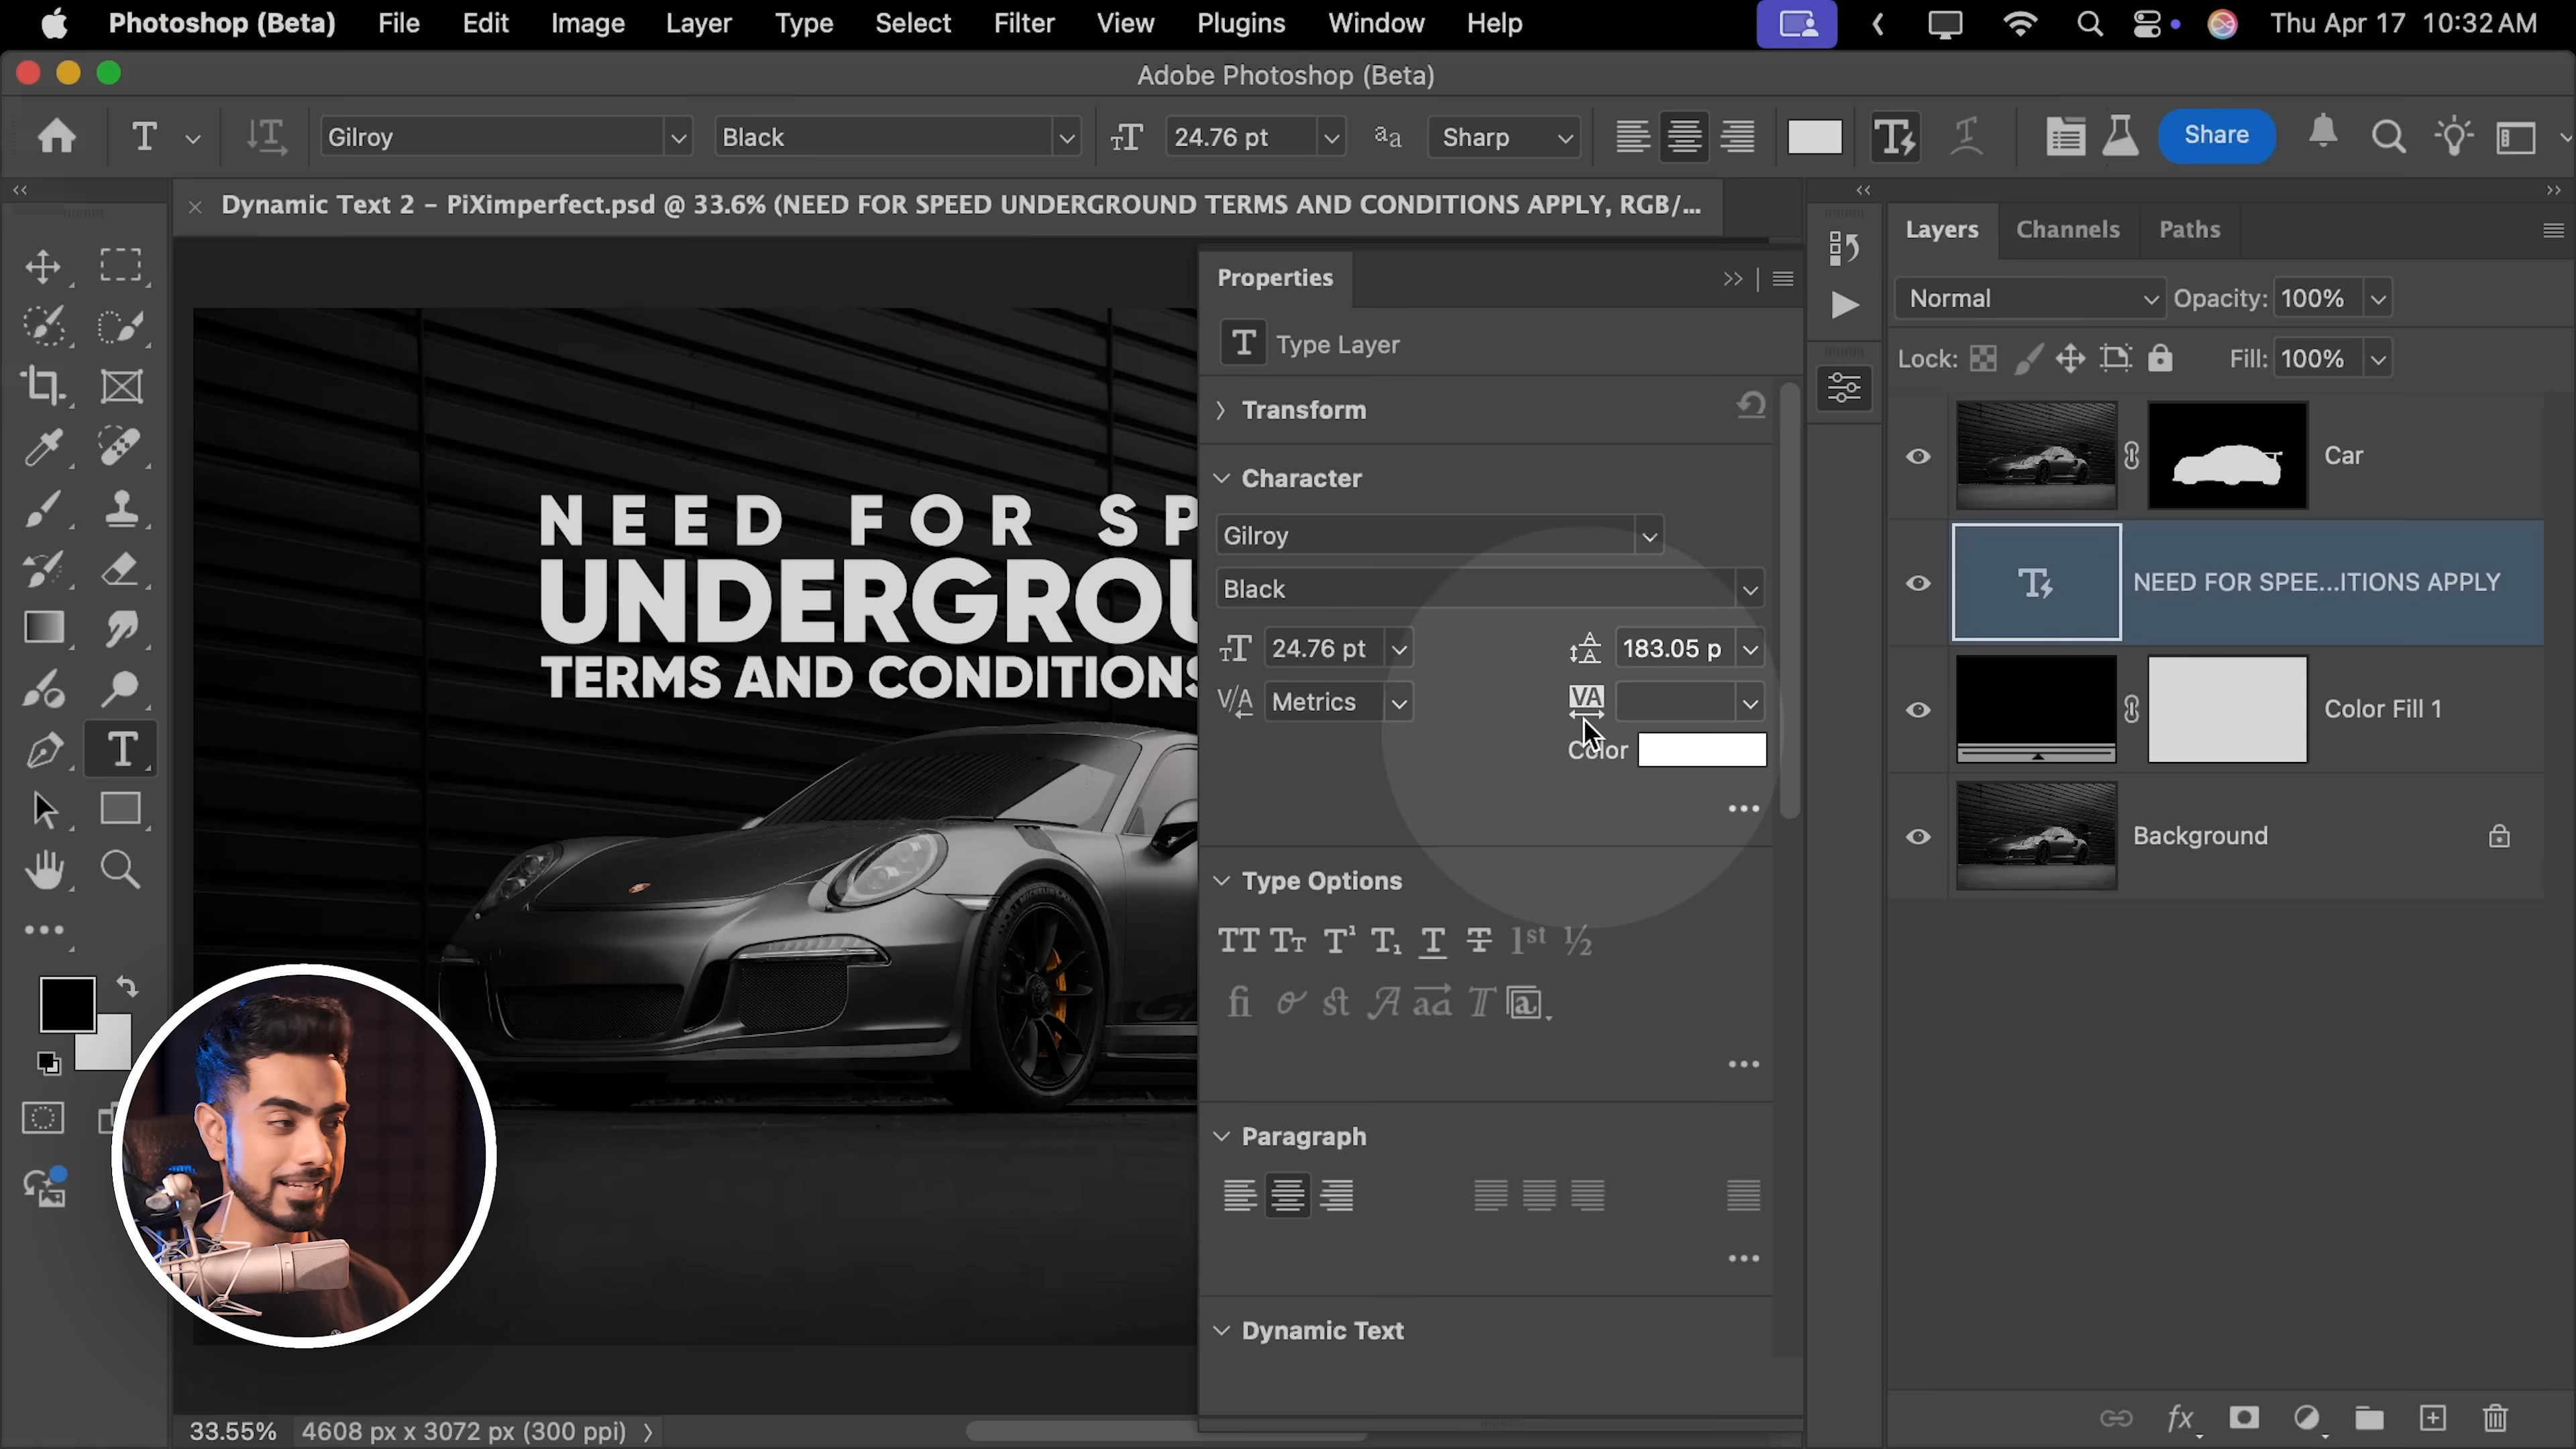 Photoshop (Beta) File Edit Image Layer Type Select Filter View Plugins Window Help Thu Apr 17 10:32 AM
Adobe Photoshop (Beta)
Gilroy Black 24.76 pt Sharp Share
Dynamic Text 2 – PiXimperfect.psd @ 33.6% (NEED FOR SPEED UNDERGROUND TERMS AND CONDITIONS APPLY, RGB/...
NEED FOR SP
UNDERGROU
TERMS AND CONDITIONS
Properties
Type Layer
Transform
Character
Gilroy
Black
24.76 pt 183.05 p
Metrics
Color
Type Options
Paragraph
Dynamic Text
Layers Channels Paths
Normal Opacity: 100%
Lock: Fill: 100%
Car
NEED FOR SPEE...ITIONS APPLY
Color Fill 1
Background
33.55% 4608 px x 3072 px (300 ppi)